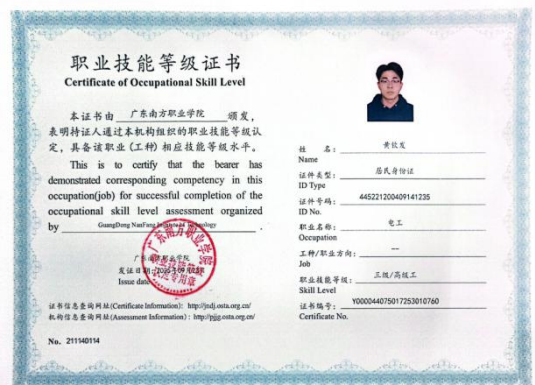 职业技能等级证书
Certificate of Occupational Skill Level
本证书由 广东南方职业学院 颁发，
表明持证人通过本机构组织的职业技能等级认
定，具备该职业（工种）相应技能等级水平。
This is to certify that the bearer has
demonstrated corresponding competency in this
occupation(job) for successful completion of the
occupational skill level assessment organized
by GuangDong NanFang Institute of Technology .
广东南方职业学院
发证日期:
Issue date
证书信息查询网址(Certificate Information): http://jndj.osta.org.cn/
机构信息查询网址(Assessment Information): http://pjjg.osta.org.cn/
No. 211140114
姓 名: 黄钦发
Name
证件类型: 居民身份证
ID Type
证件号码: 445221200409141235
ID No.
职业名称: 电工
Occupation
工种/职业方向: —
Job
职业技能等级: 三级/高级工
Skill Level
证书编号: Y000044075017253010760
Certificate No.